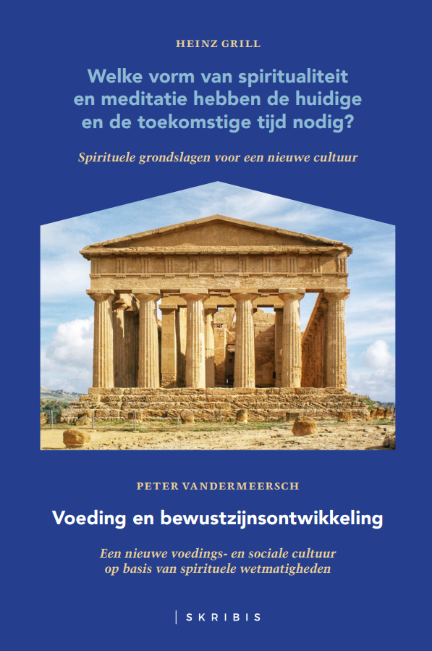 HEINZ GRILL
Welke vorm van spiritualiteit
en meditatie hebben de huidige
en de toekomstige tijd nodig?
Spirituele grondslagen voor een nieuwe cultuur
PETER VANDERMEERSCH
Voeding en bewustzijnsontwikkeling
Een nieuwe voedings- en sociale cultuur
op basis van spirituele wetmatigheden
SKRIBIS